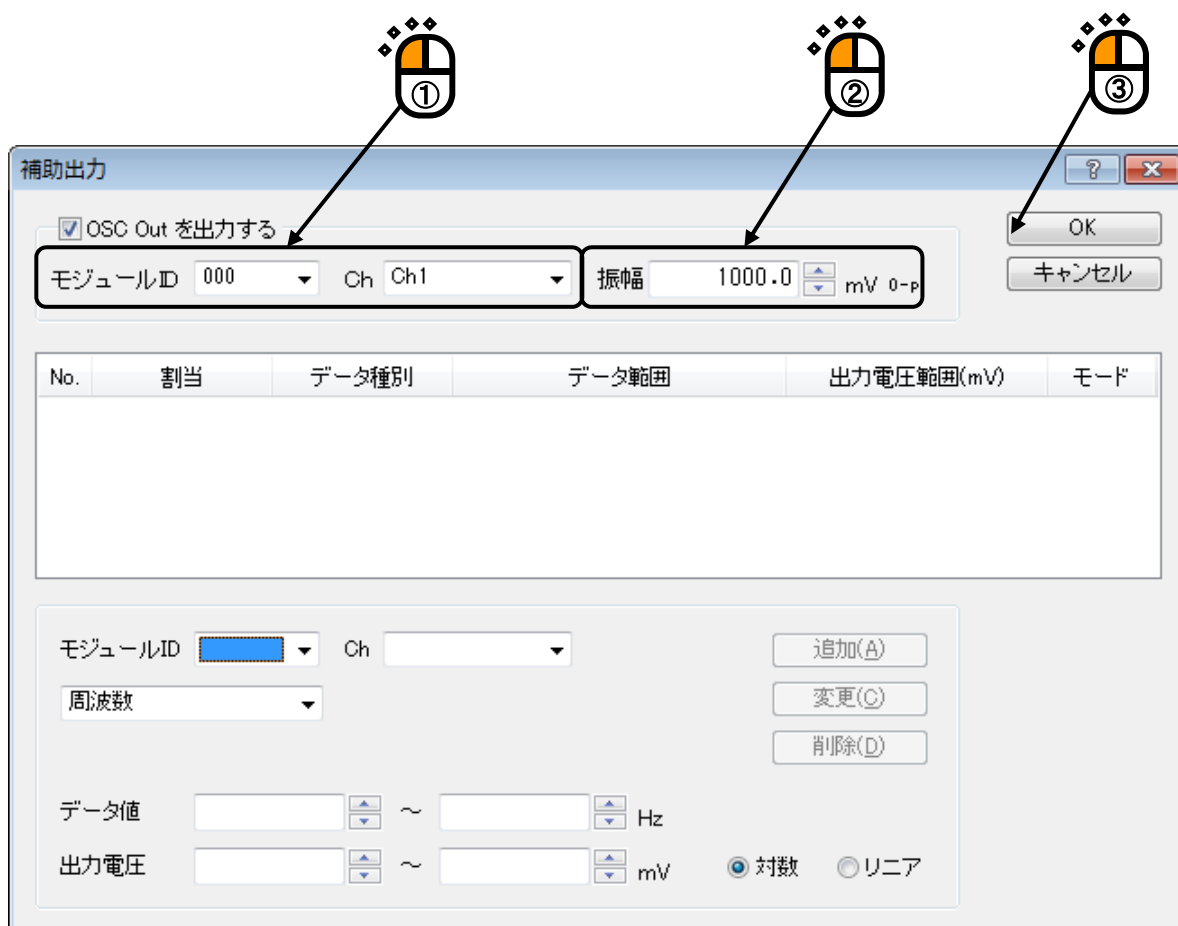 ① ② ③
補助出力
OSC Out を出力する
OK
モジュールID 000 Ch Ch1 振幅 1000.0 mV 0-P
キャンセル
No. 割当 データ種別 データ範囲 出力電圧範囲(mV) モード
モジュールID Ch 追加(A)
周波数 変更(C)
削除(D)
データ値 ～ Hz
出力電圧 ～ mV 対数 リニア